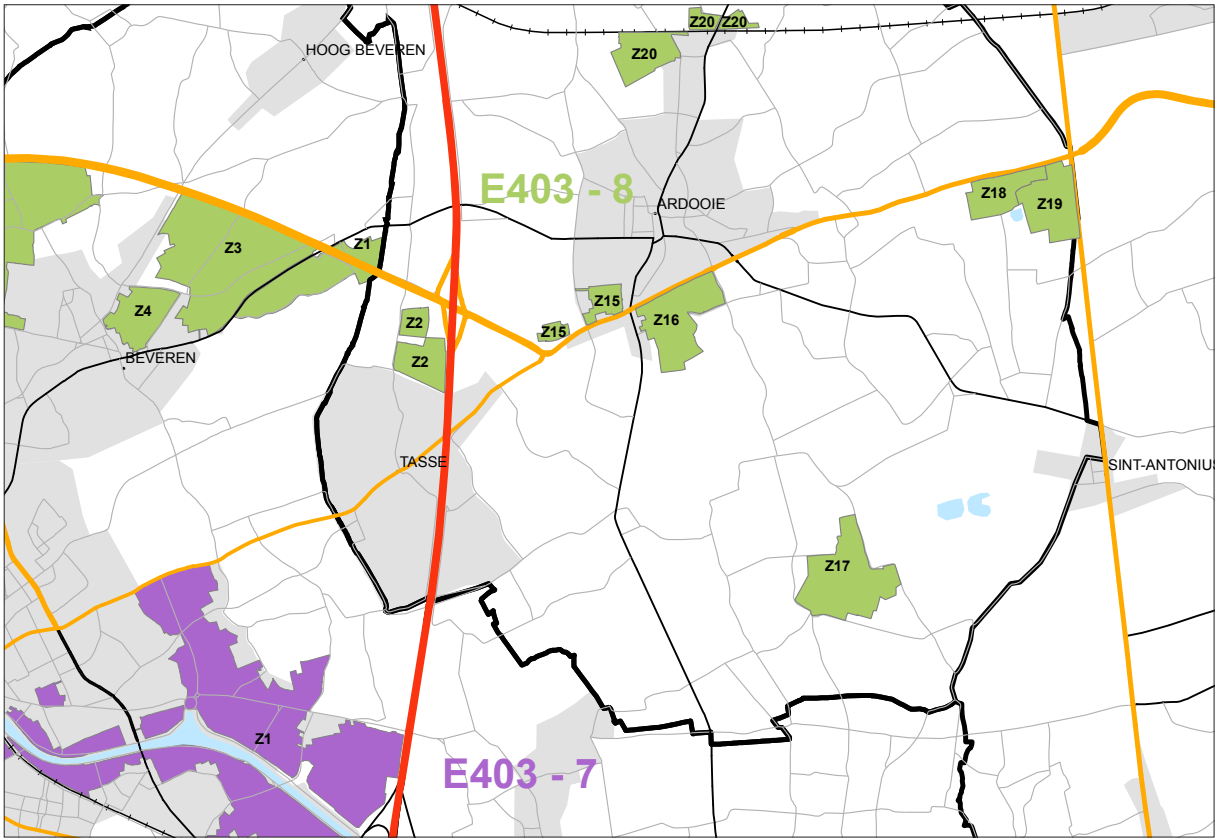 Z20 Z20
HOOG BEVEREN
Z20
E403 - 8
Z18
ARDOOIE
Z19
Z3
Z1
Z15
Z4
Z2
Z16
Z15
BEVEREN
Z2
TASSE
SINT-ANTONIUS
Z17
Z1
E403 - 7